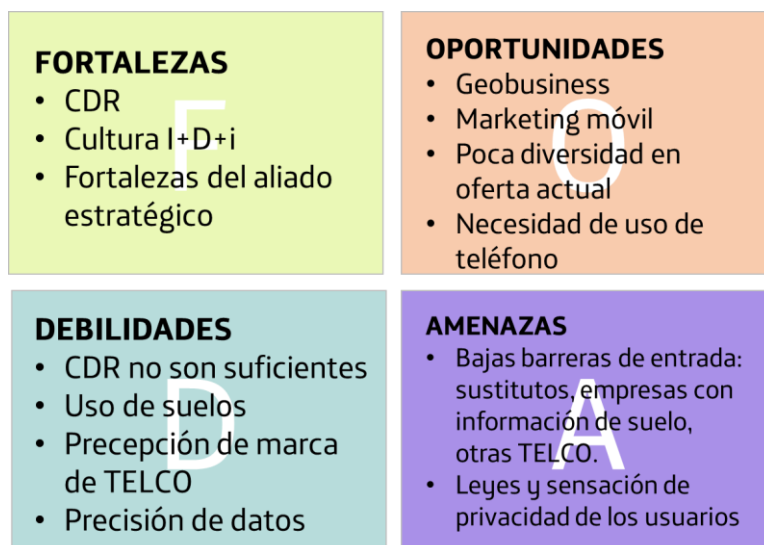 FORTALEZAS
• CDR
• Cultura I+D+i
• Fortalezas del aliado
estratégico
F
OPORTUNIDADES
• Geobusiness
• Marketing móvil
• Poca diversidad en
oferta actual
• Necesidad de uso de
teléfono
O
DEBILIDADES
• CDR no son suficientes
• Uso de suelos
• Precepción de marca
de TELCO
• Precisión de datos
D
AMENAZAS
• Bajas barreras de entrada:
sustitutos, empresas con
información de suelo,
otras TELCO.
• Leyes y sensación de
privacidad de los usuarios
A